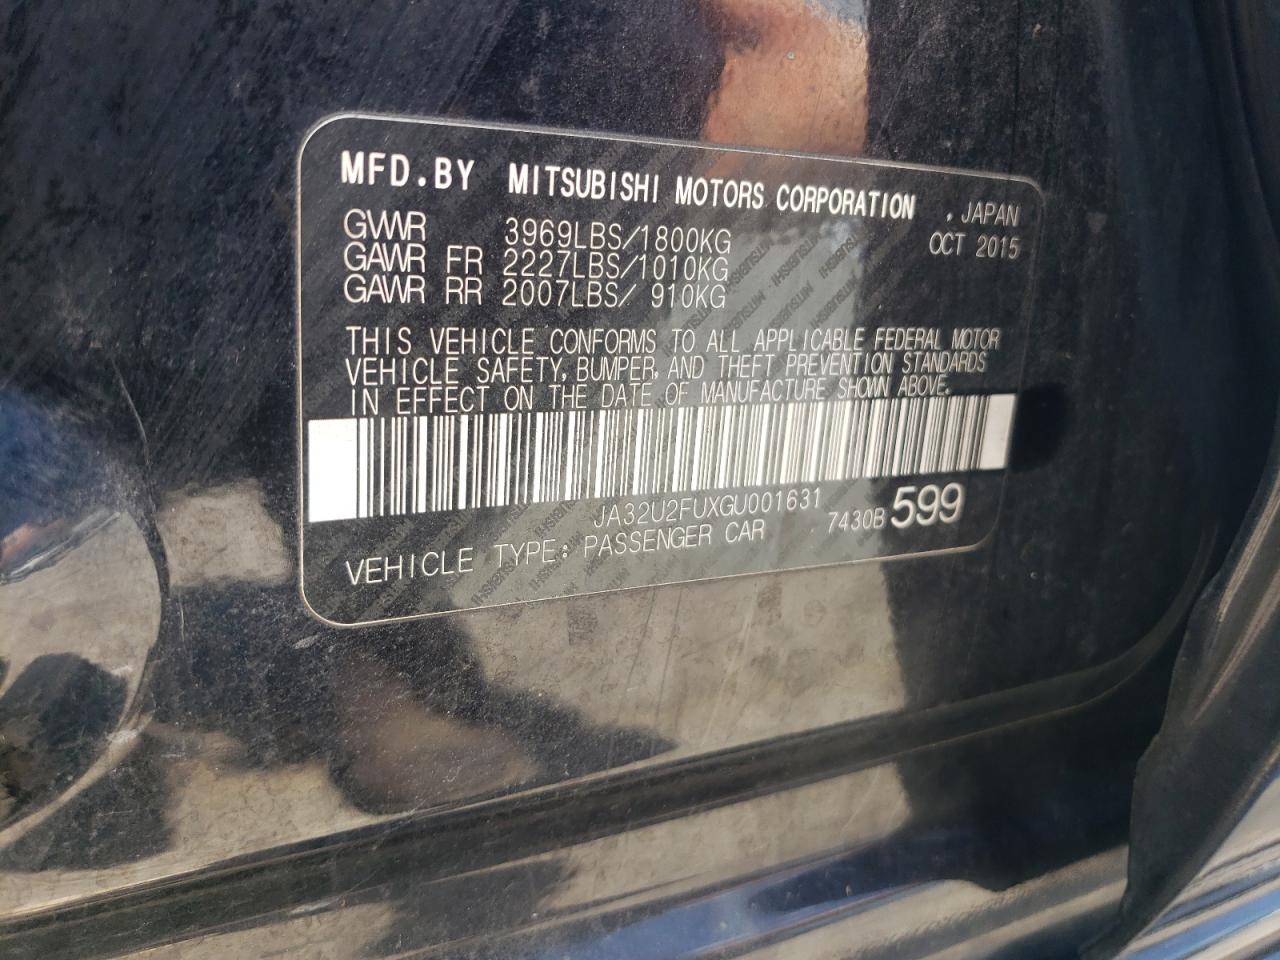 MFD.BY MITSUBISHI MOTORS CORPORATION , JAPAN
GVWR 3969LBS/1800KG OCT 2015
GAWR FR 2227LBS/1010KG
GAWR RR 2007LBS/ 910KG
THIS VEHICLE CONFORMS TO ALL APPLICABLE FEDERAL MOTOR
VEHICLE SAFETY, BUMPER, AND THEFT PREVENTION STANDARDS
IN EFFECT ON THE DATE OF MANUFACTURE SHOWN ABOVE.
JA32U2FUXGU001631
VEHICLE TYPE: PASSENGER CAR 7430B 599